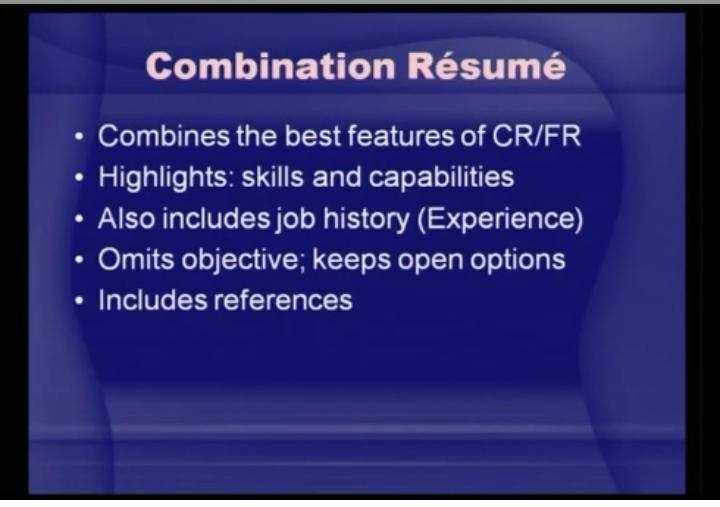 Combination Résumé
• Combines the best features of CR/FR
• Highlights: skills and capabilities
• Also includes job history (Experience)
• Omits objective; keeps open options
• Includes references